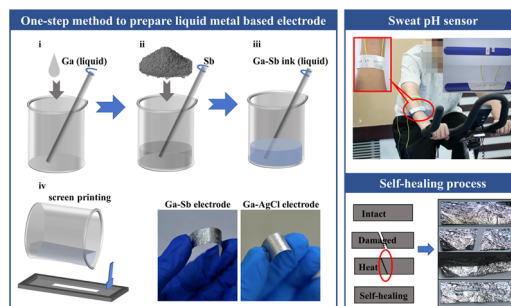 One-step method to prepare liquid metal based electrode
i
ii
iii
Ga (liquid)
Sb
Ga-Sb ink (liquid)
iv
screen printing
Ga-Sb electrode
Ga-AgCl electrode
Sweat pH sensor
Self-healing process
Intact
Damaged
Heat
Self-healing